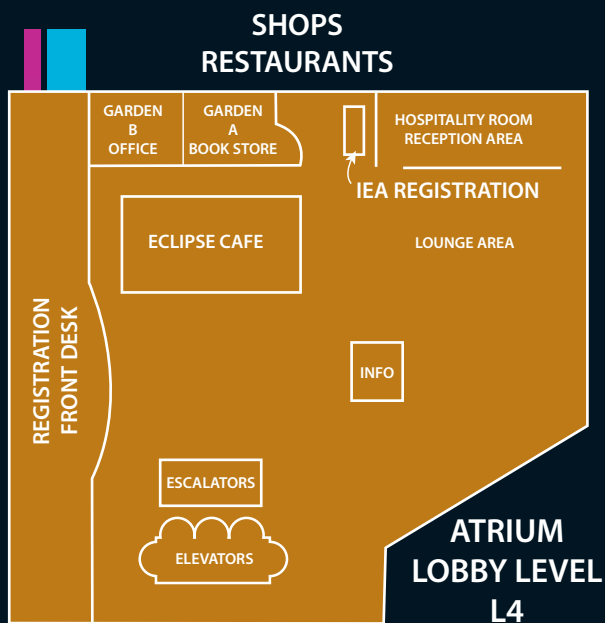 SHOPS
RESTAURANTS
GARDEN
B
OFFICE
GARDEN
A
BOOK STORE
HOSPITALITY ROOM
RECEPTION AREA
IEA REGISTRATION
ECLIPSE CAFE
LOUNGE AREA
REGISTRATION
FRONT DESK
INFO
ESCALATORS
ELEVATORS
ATRIUM
LOBBY LEVEL
L4